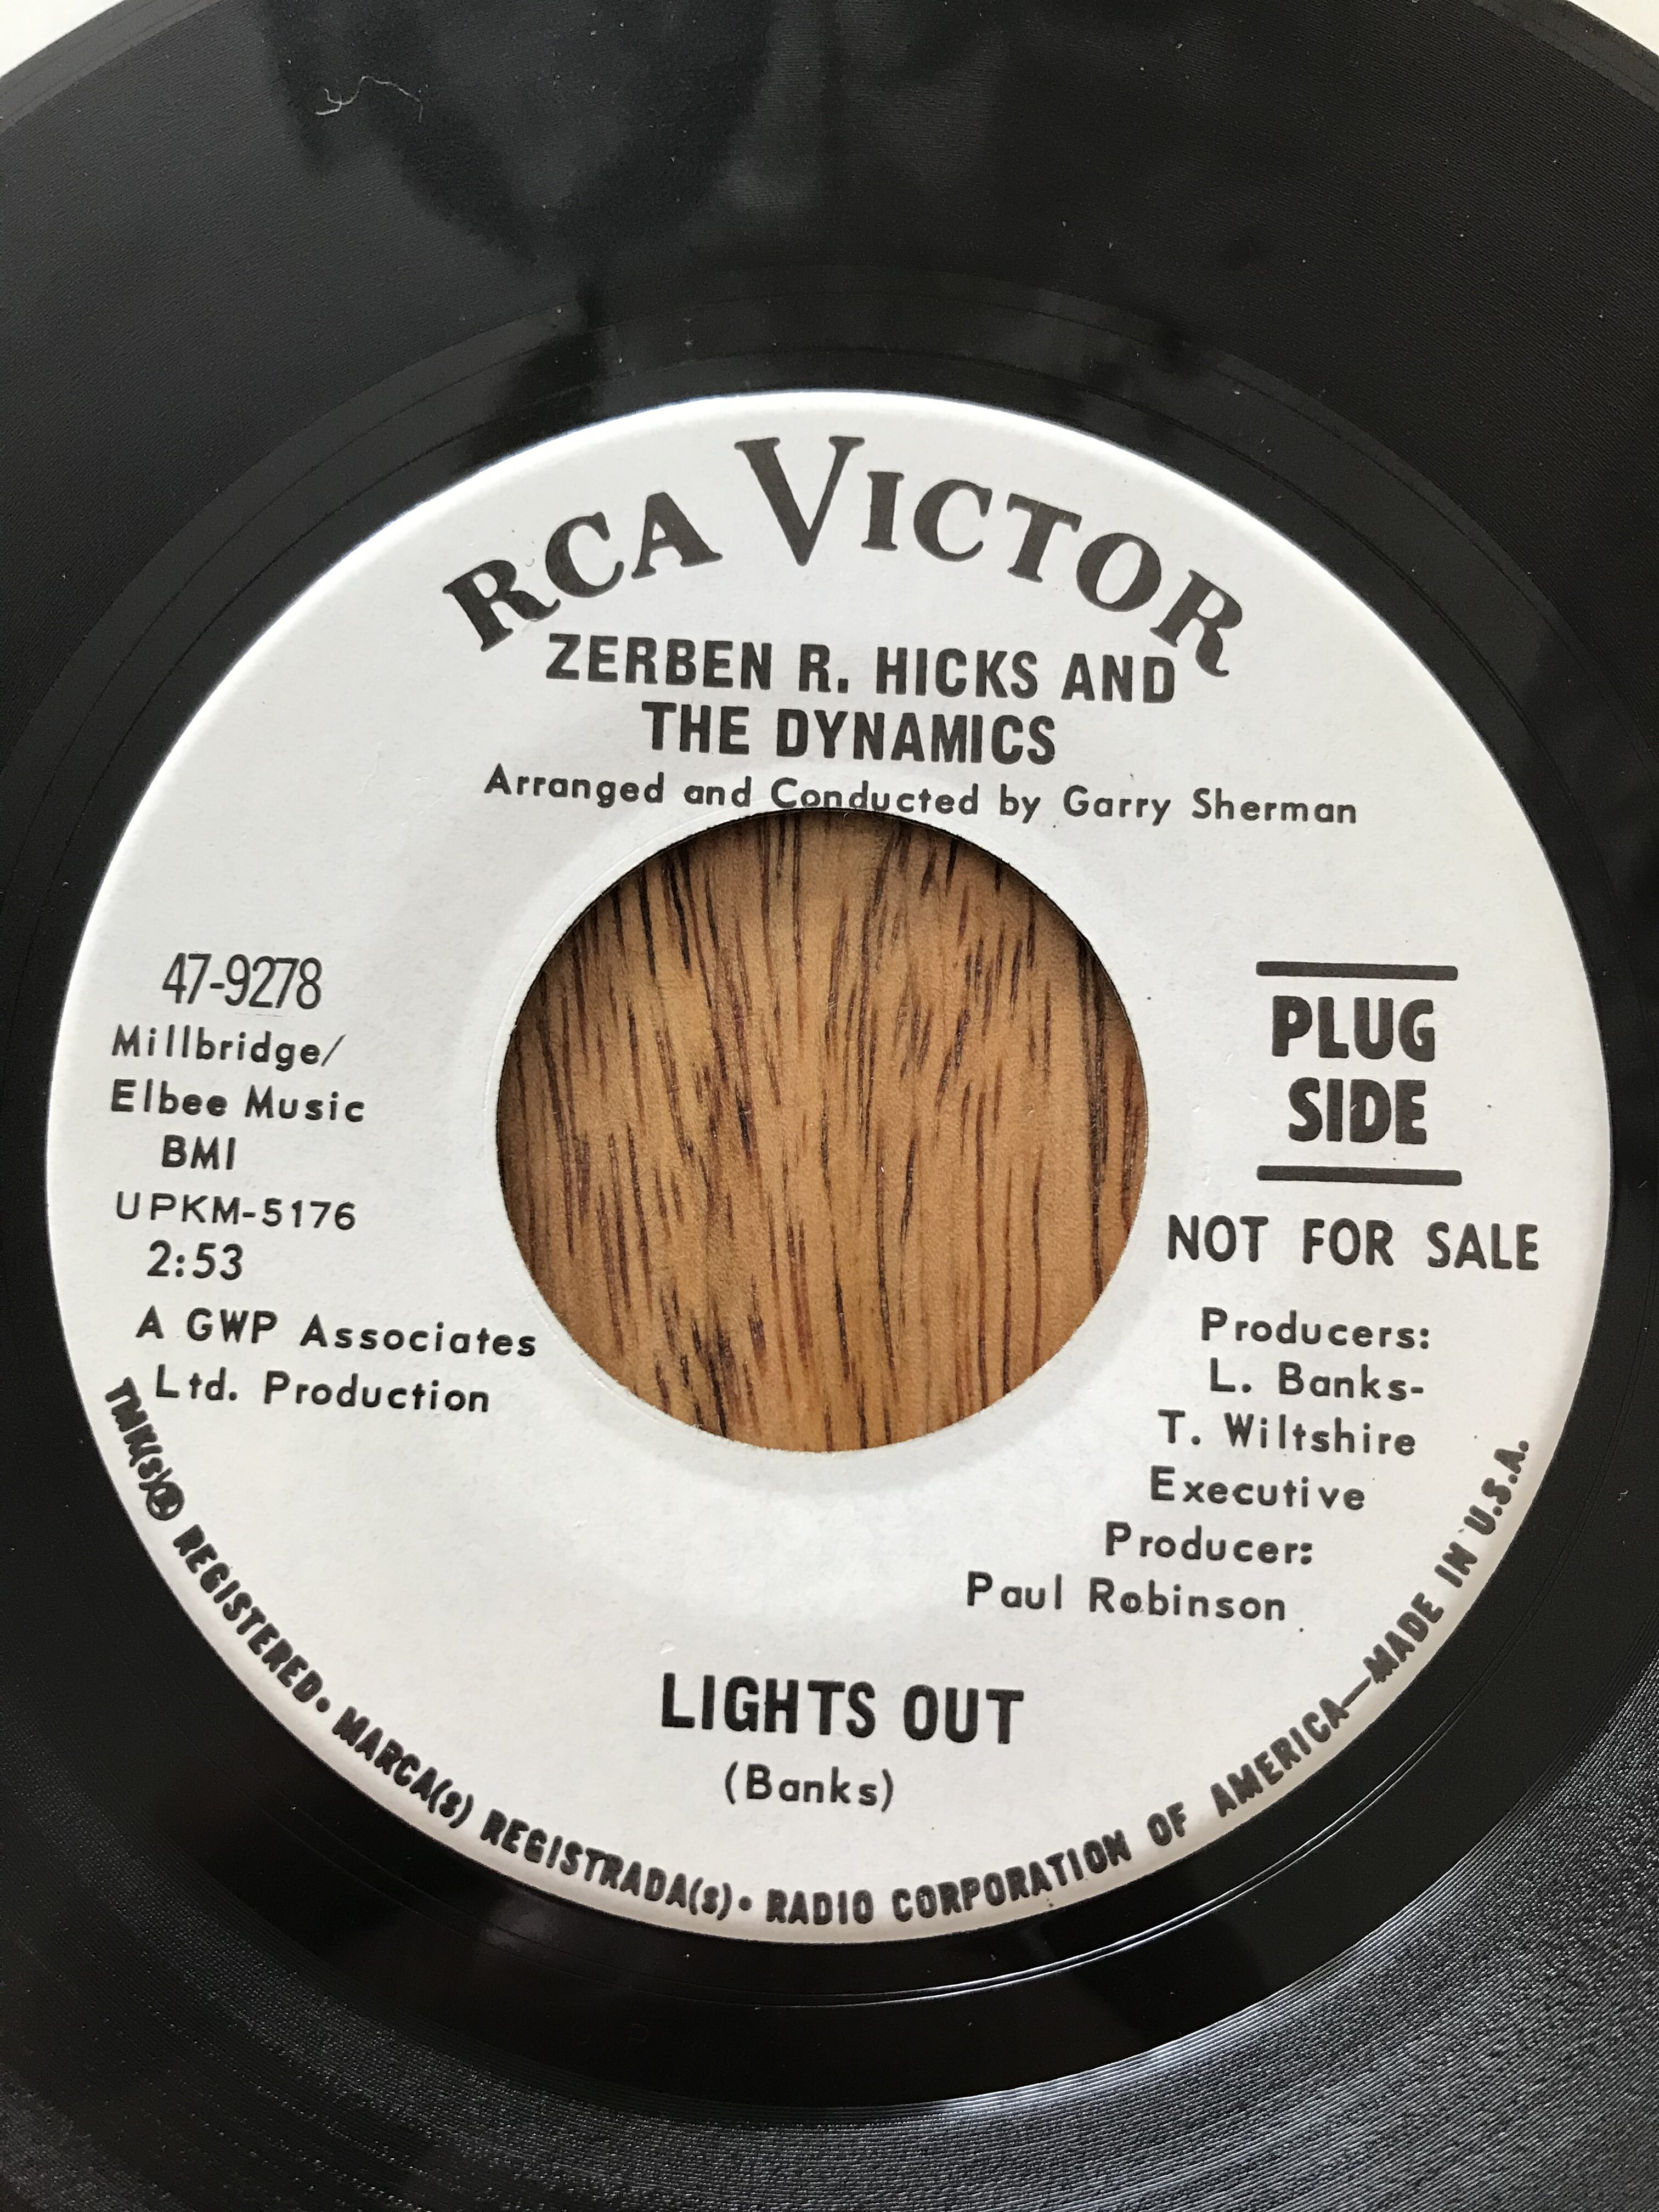 RCA VICTOR
ZERBEN R. HICKS AND
THE DYNAMICS
Arranged and Conducted by Garry Sherman
47-9278
Millbridge/
Elbee Music
BMI
UPKM-5176
2:53
A GWP Associates
Ltd. Production
PLUG
SIDE
NOT FOR SALE
Producers:
L. Banks-
T. Wiltshire
Executive
Producer:
Paul Robinson
LIGHTS OUT
(Banks)
TMK(s)® REGISTERED • MARCA(s) REGISTRADA(s) • RADIO CORPORATION OF AMERICA—MADE IN U.S.A.